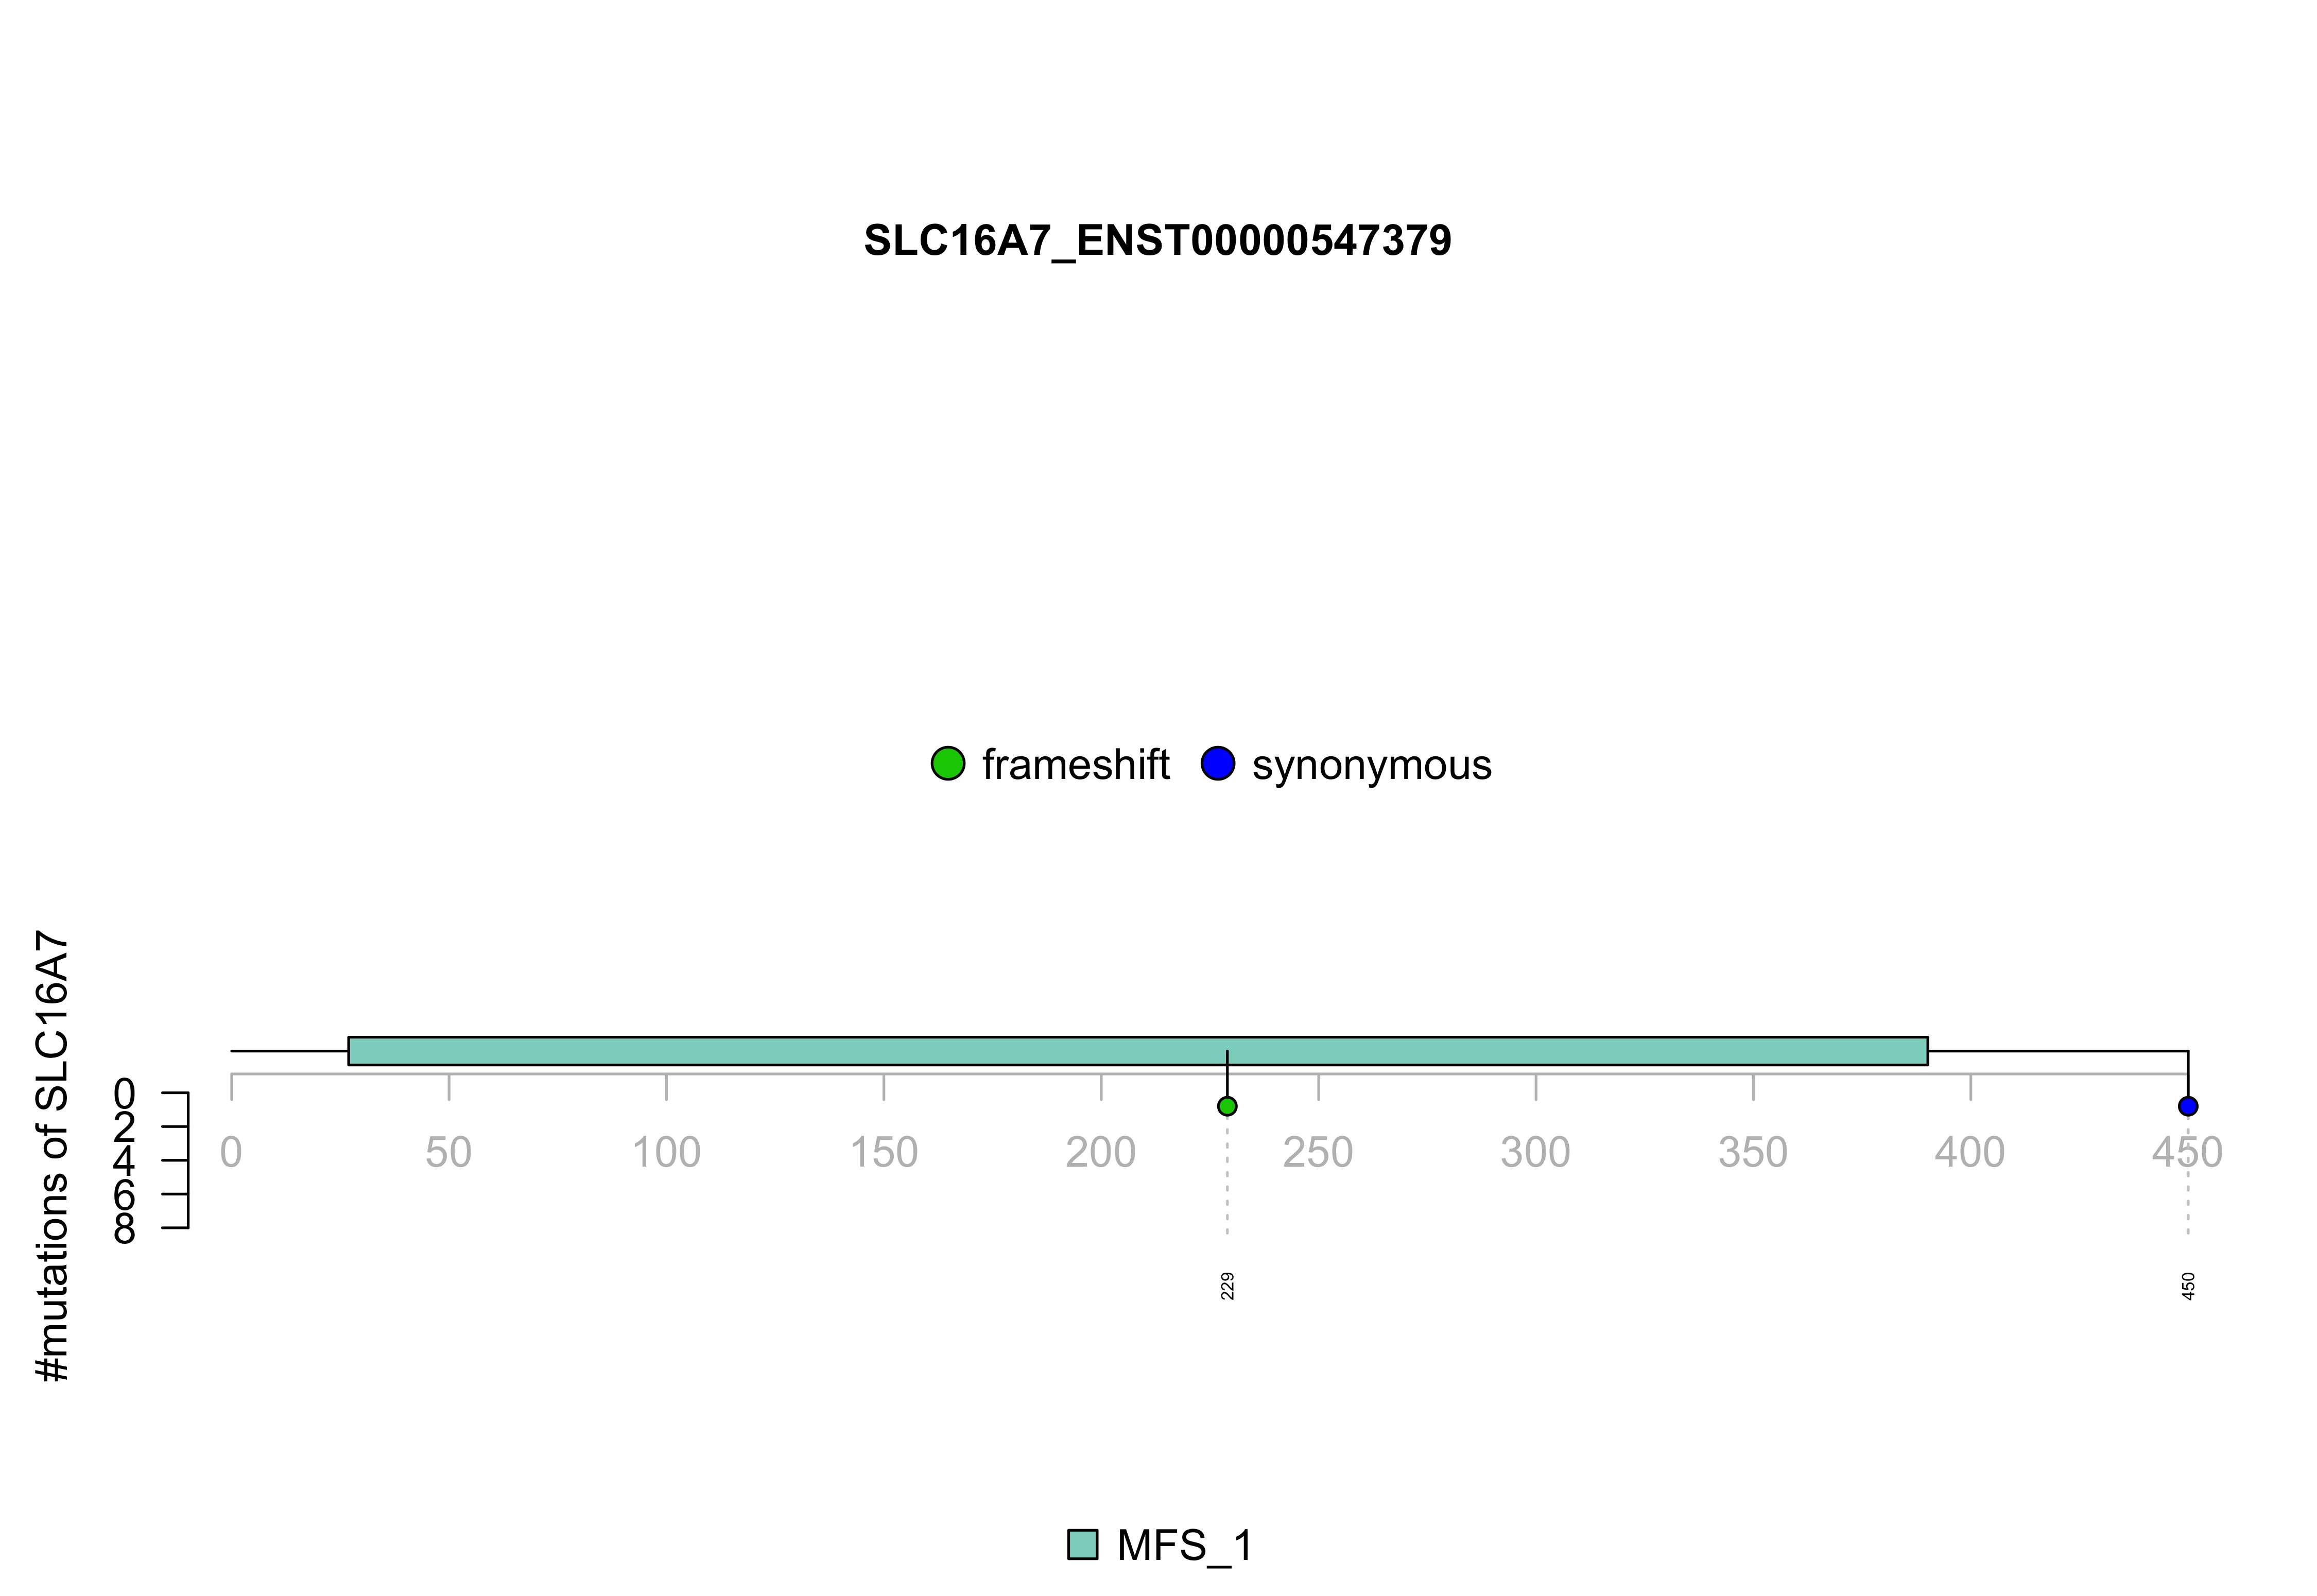 SLC16A7_ENST00000547379
frameshift synonymous
#mutations of SLC16A7
0
2
4
6
8
0 50 100 150 200 250 300 350 400 450
229 450
MFS_1